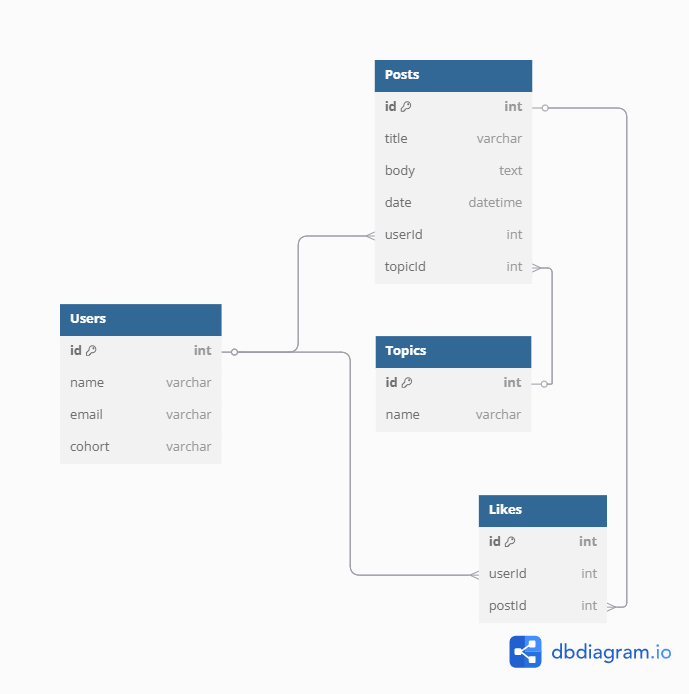 Posts
id int
title varchar
body text
date datetime
userId int
topicId int
Users
id int
name varchar
email varchar
cohort varchar
Topics
id int
name varchar
Likes
id int
userId int
postId int
dbdiagram.io